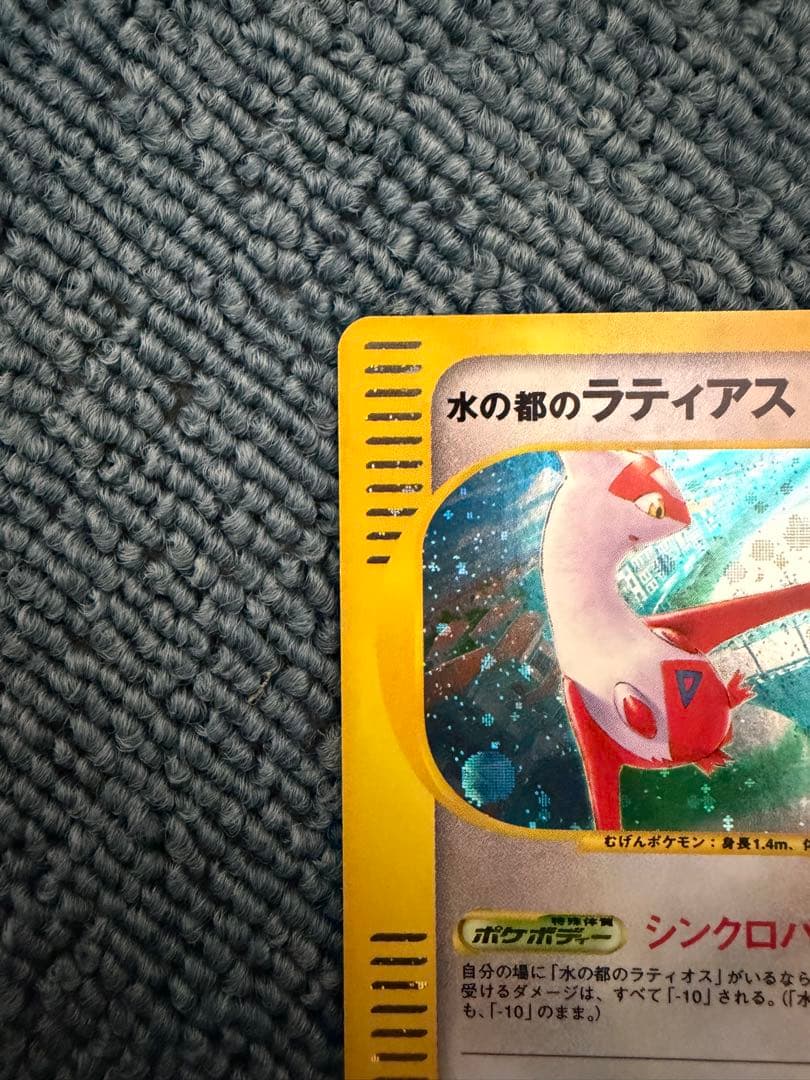 水の都のラティアス
むげんポケモン：身長1.4m、
特殊体質
ポケボディー シンクロバ
自分の場に「水の都のラティオス」がいるなら
受けるダメージは、すべて「-10」される。（「水
も、「-10」のまま。）